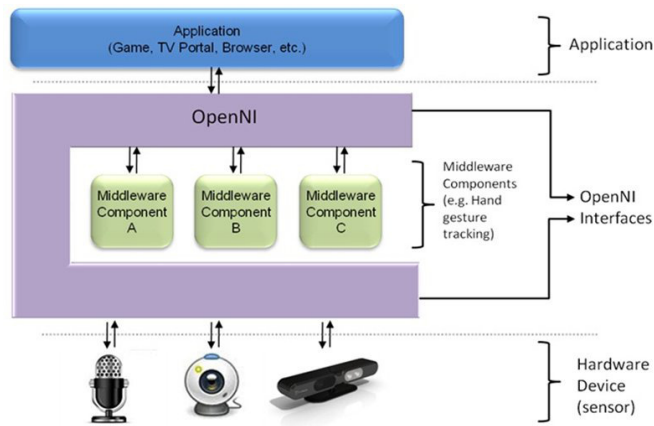 Application
(Game, TV Portal, Browser, etc.)
Application
OpenNI
Middleware
Component
A
Middleware
Component
B
Middleware
Component
C
Middleware
Components
(e.g. Hand
gesture
tracking)
OpenNI
Interfaces
Hardware
Device
(sensor)